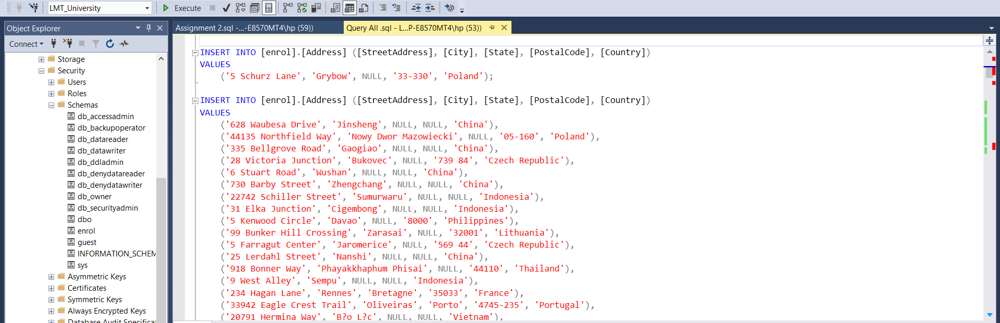 LMT_University
Execute
Object Explorer
Connect
Storage
Security
Users
Roles
Schemas
db_accessadmin
db_backupoperator
db_datareader
db_datawriter
db_ddladmin
db_denydatareader
db_denydatawriter
db_owner
db_securityadmin
dbo
enrol
guest
INFORMATION_SCHEM
sys
Asymmetric Keys
Certificates
Symmetric Keys
Always Encrypted Keys
Database Audit Specificat
Assignment 2.sql -...-E8570MT4\hp (59))
Query All .sql - L...P-E8570MT4\hp (53))
INSERT INTO [enrol].[Address] ([StreetAddress], [City], [State], [PostalCode], [Country])
VALUES
('5 Schurz Lane', 'Grybow', NULL, '33-330', 'Poland');
INSERT INTO [enrol].[Address] ([StreetAddress], [City], [State], [PostalCode], [Country])
VALUES
('628 Waubesa Drive', 'Jinsheng', NULL, NULL, 'China'),
('44135 Northfield Way', 'Nowy Dwor Mazowiecki', NULL, '05-160', 'Poland'),
('335 Bellgrove Road', 'Gaogiao', NULL, NULL, 'China'),
('28 Victoria Junction', 'Bukovec', NULL, '739 84', 'Czech Republic'),
('6 Stuart Road', 'Wushan', NULL, NULL, 'China'),
('730 Barby Street', 'Zhengchang', NULL, NULL, 'China'),
('22742 Schiller Street', 'Sumurwaru', NULL, NULL, 'Indonesia'),
('31 Elka Junction', 'Cigembong', NULL, NULL, 'Indonesia'),
('5 Kenwood Circle', 'Davao', NULL, '8000', 'Philippines'),
('99 Bunker Hill Crossing', 'Zarasai', NULL, '32001', 'Lithuania'),
('5 Farragut Center', 'Jaromerice', NULL, '569 44', 'Czech Republic'),
('25 Lerdahl Street', 'Nanshi', NULL, NULL, 'China'),
('918 Bonner Way', 'Phayakkhaphum Phisai', NULL, '44110', 'Thailand'),
('9 West Alley', 'Sempu', NULL, NULL, 'Indonesia'),
('234 Hagan Lane', 'Rennes', 'Bretagne', '35033', 'France'),
('33942 Eagle Crest Trail', 'Oliveiras', 'Porto', '4745-235', 'Portugal'),
('20791 Hermina Way', 'B?o L?c', NULL, NULL, 'Vietnam'),